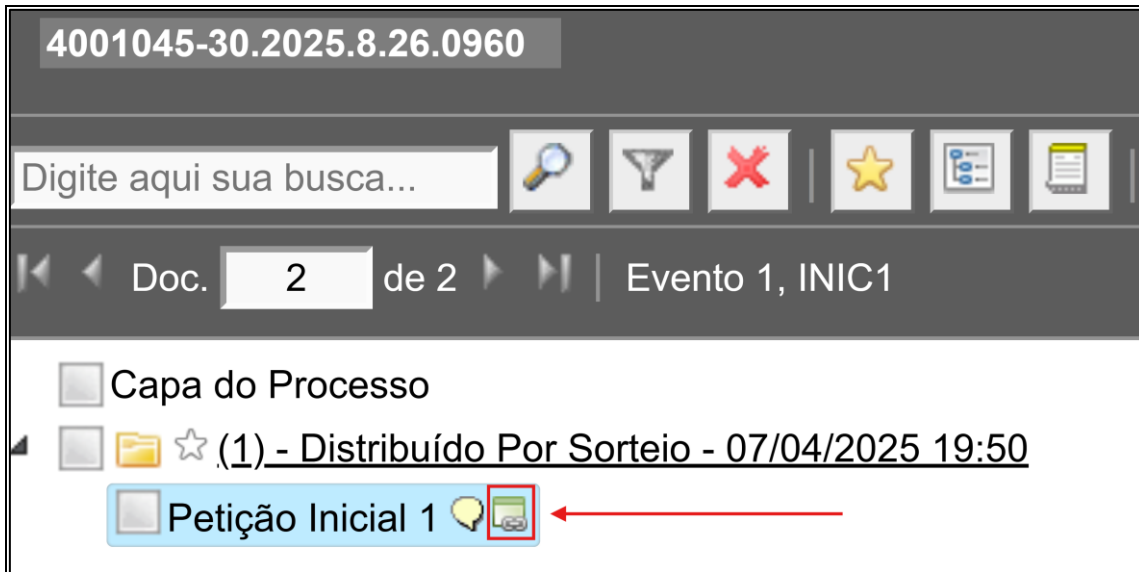 4001045-30.2025.8.26.0960
Digite aqui sua busca...
Doc. 2 de 2 | Evento 1, INIC1
Capa do Processo
(1) - Distribuído Por Sorteio - 07/04/2025 19:50
Petição Inicial 1